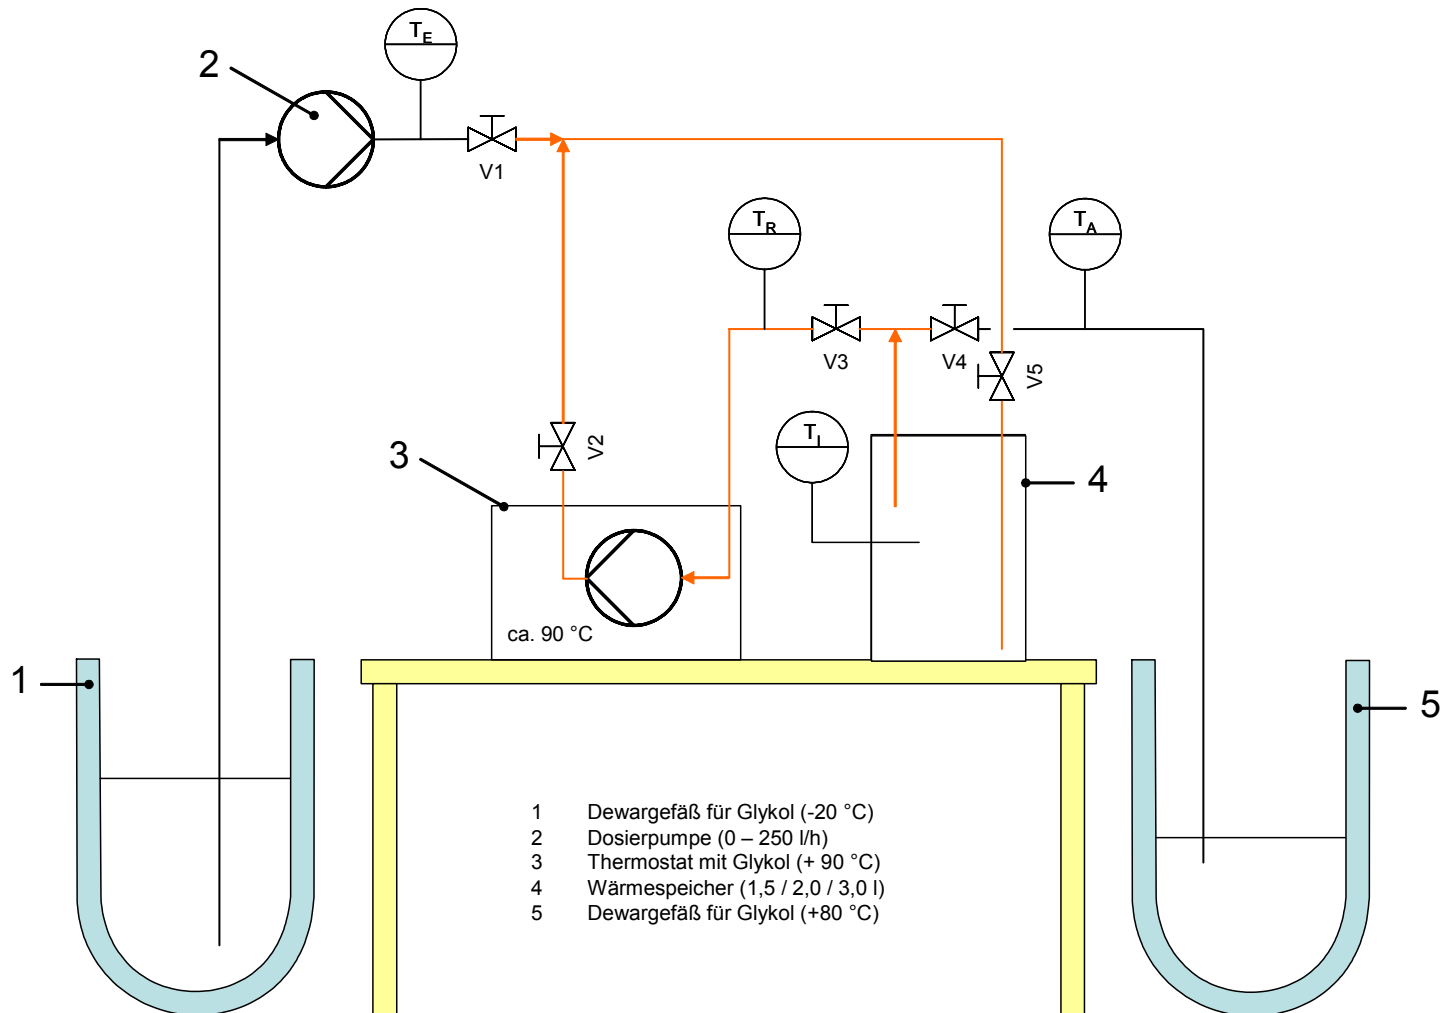 T_E
2
V1
T_R
T_A
V3
V4
V5
T_I
V2
3
4
ca. 90 °C
1
5
1 Dewargefäß für Glykol (-20 °C)
2 Dosierpumpe (0 – 250 l/h)
3 Thermostat mit Glykol (+ 90 °C)
4 Wärmespeicher (1,5 / 2,0 / 3,0 l)
5 Dewargefäß für Glykol (+80 °C)